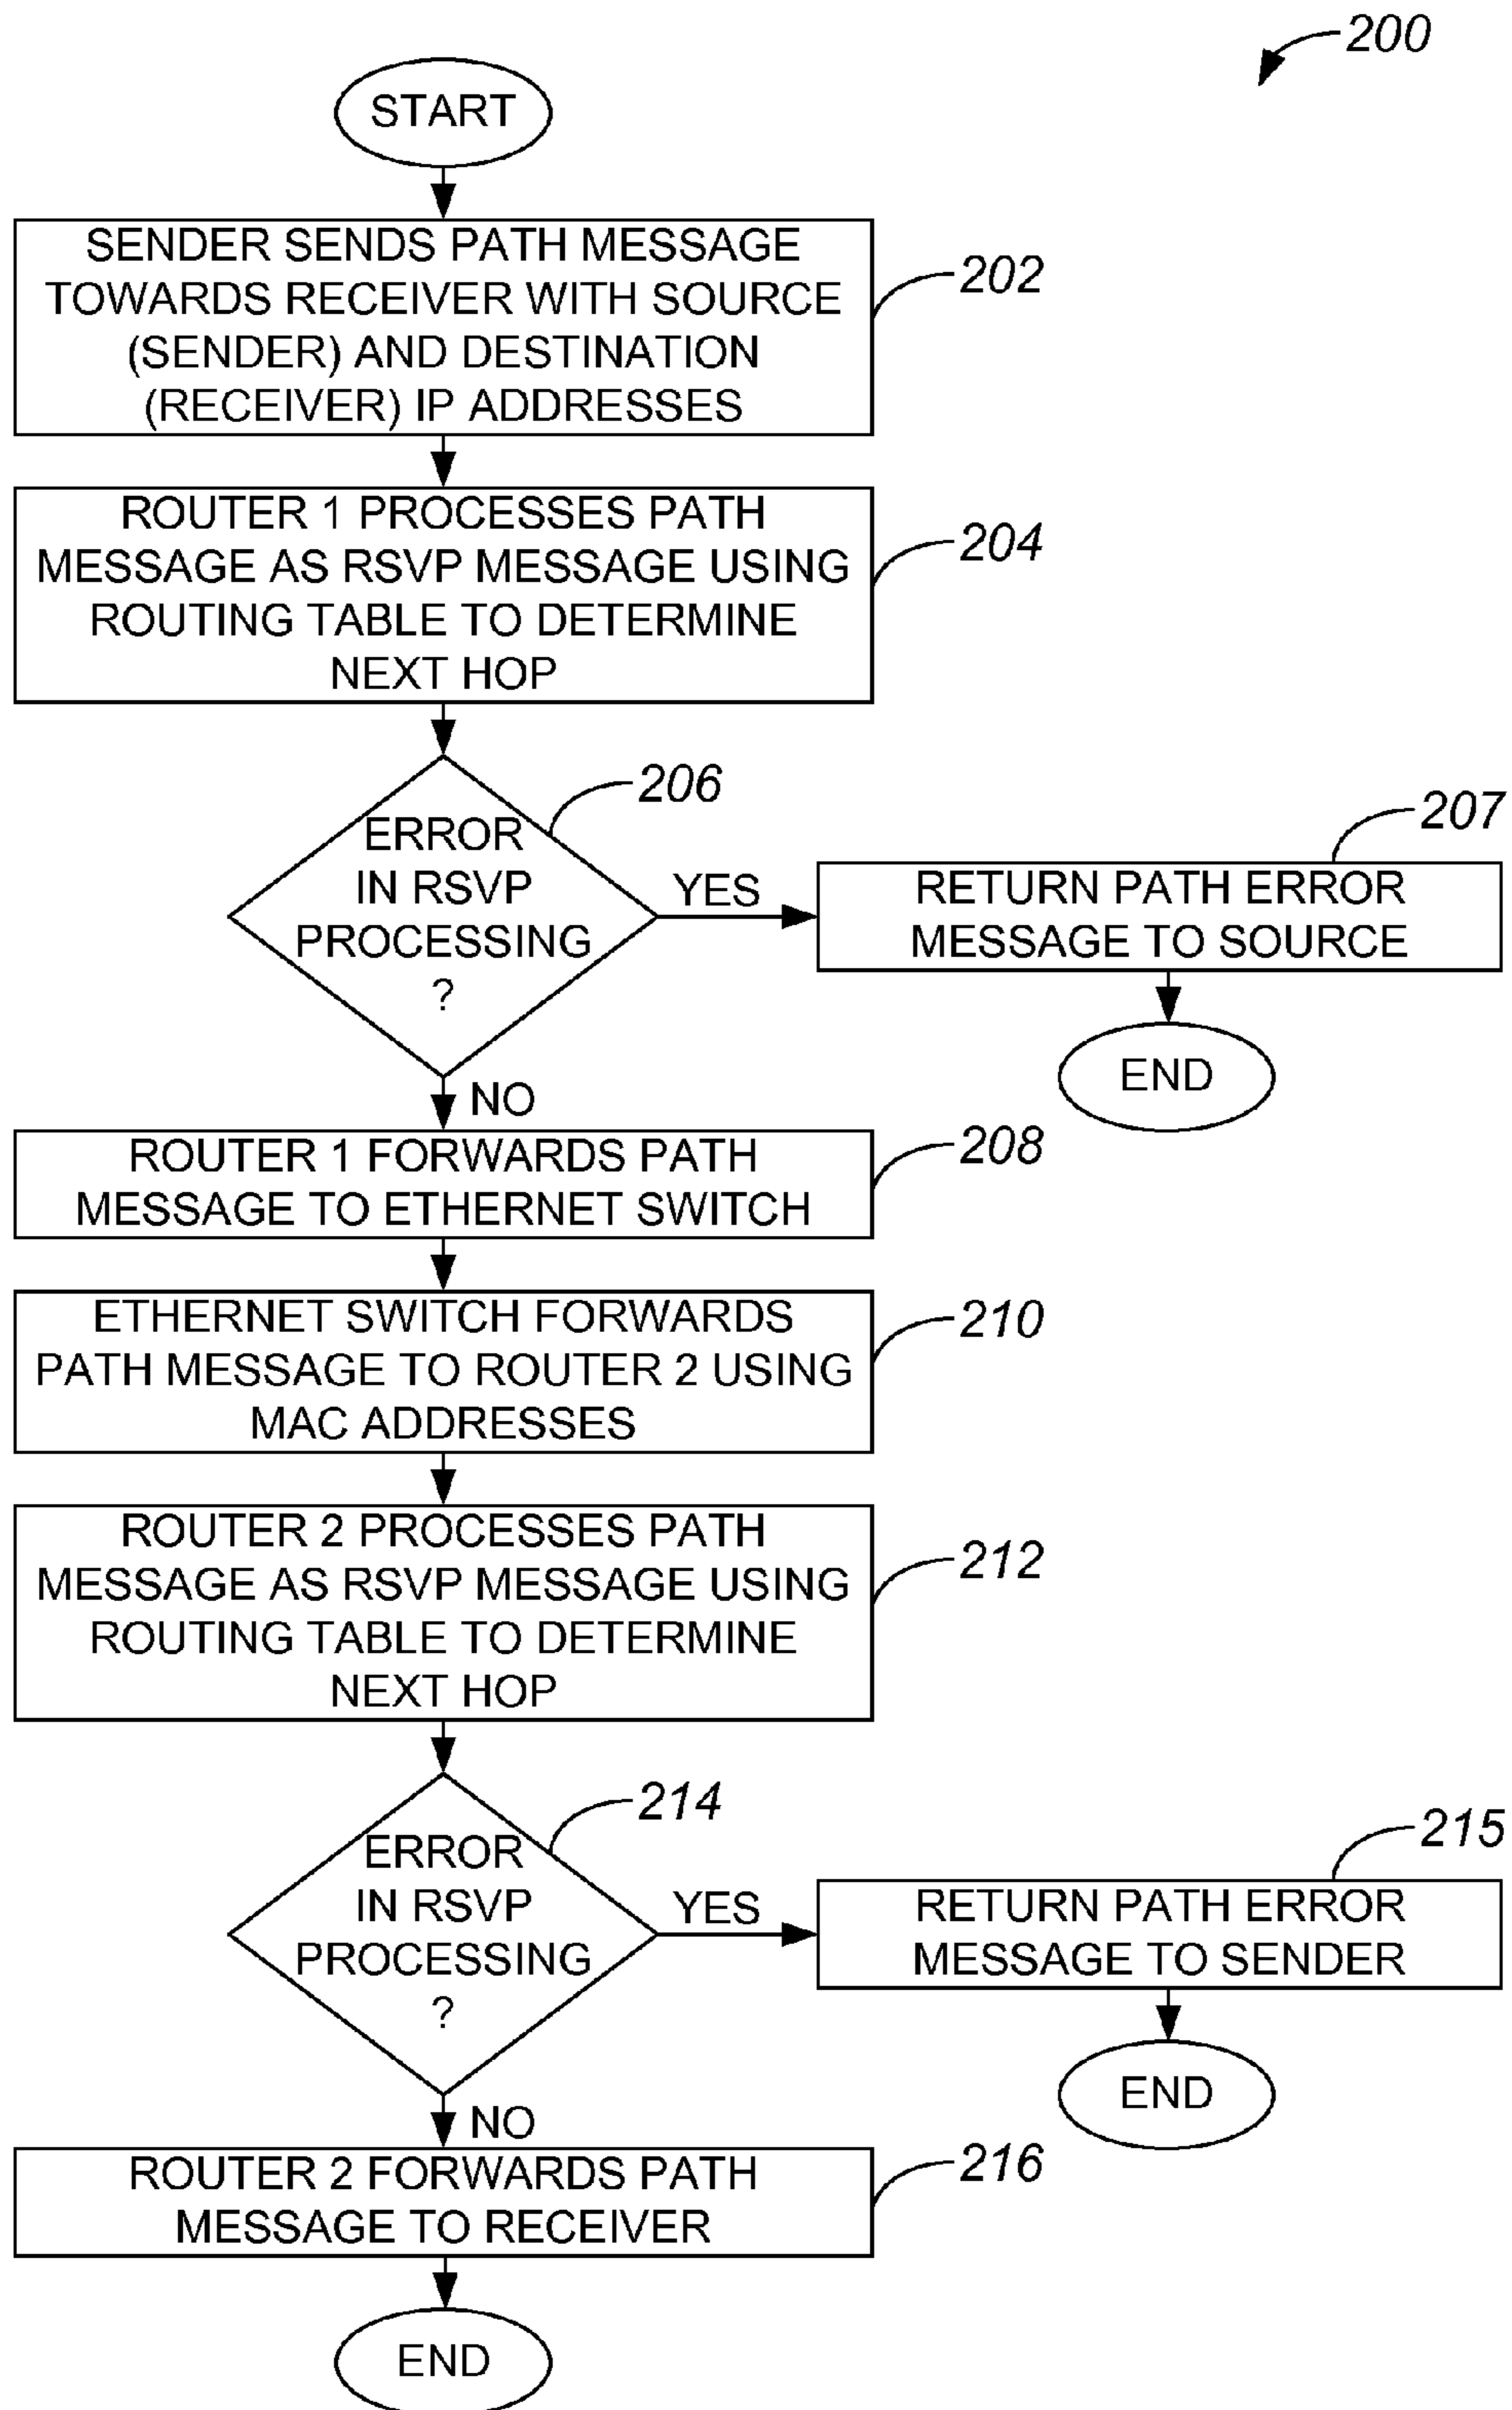 200
START
SENDER SENDS PATH MESSAGE
TOWARDS RECEIVER WITH SOURCE
(SENDER) AND DESTINATION
(RECEIVER) IP ADDRESSES
202
ROUTER 1 PROCESSES PATH
MESSAGE AS RSVP MESSAGE USING
ROUTING TABLE TO DETERMINE
NEXT HOP
204
ERROR
IN RSVP
PROCESSING
?
206
YES
207
RETURN PATH ERROR
MESSAGE TO SOURCE
END
NO
ROUTER 1 FORWARDS PATH
MESSAGE TO ETHERNET SWITCH
208
ETHERNET SWITCH FORWARDS
PATH MESSAGE TO ROUTER 2 USING
MAC ADDRESSES
210
ROUTER 2 PROCESSES PATH
MESSAGE AS RSVP MESSAGE USING
ROUTING TABLE TO DETERMINE
NEXT HOP
212
ERROR
IN RSVP
PROCESSING
?
214
YES
215
RETURN PATH ERROR
MESSAGE TO SENDER
END
NO
ROUTER 2 FORWARDS PATH
MESSAGE TO RECEIVER
216
END